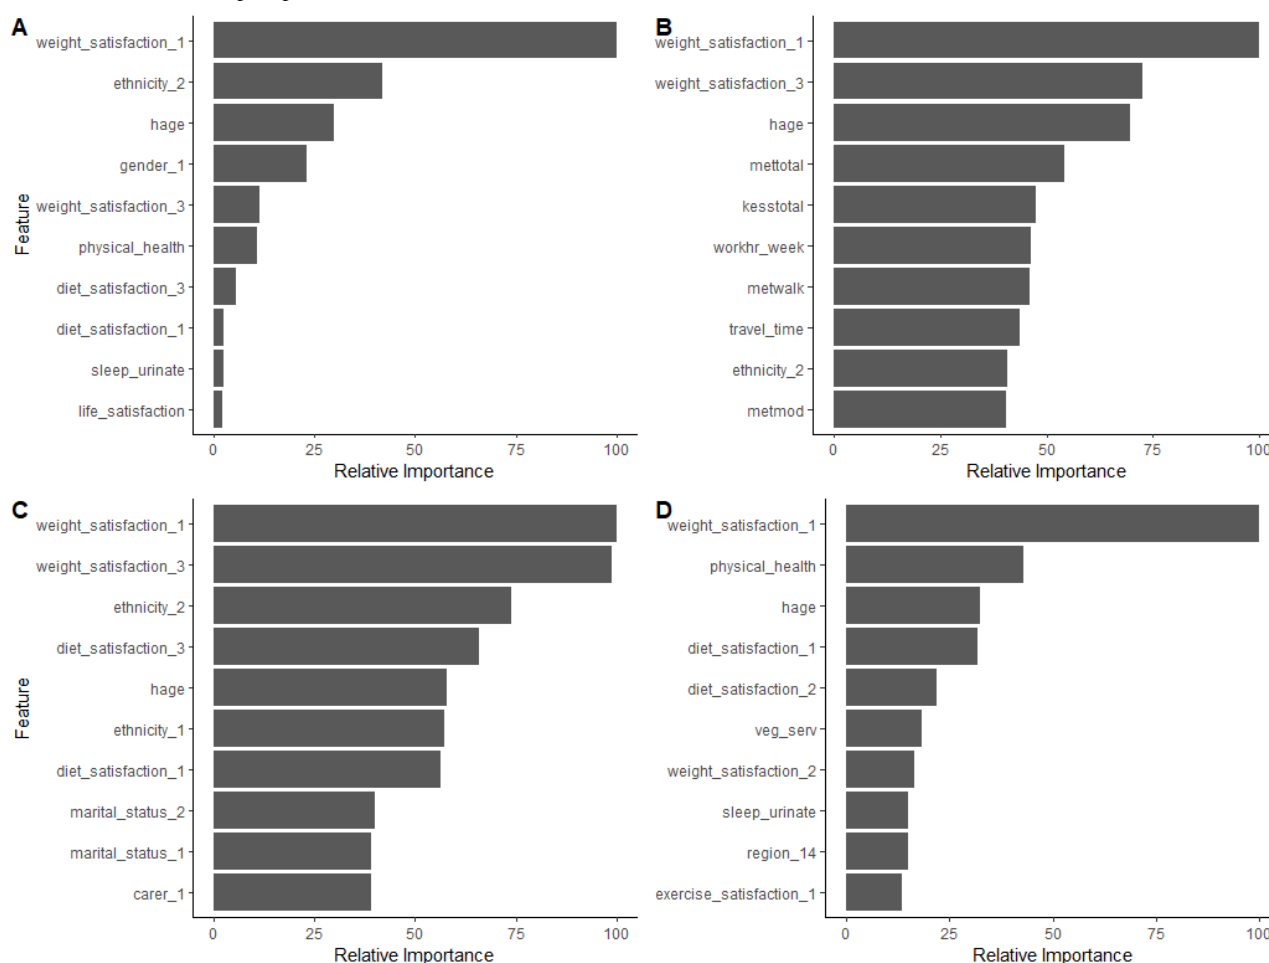 A
weight_satisfaction_1
ethnicity_2
hage
gender_1
weight_satisfaction_3
physical_health
diet_satisfaction_3
diet_satisfaction_1
sleep_urinate
life_satisfaction
Feature
0 25 50 75 100
Relative Importance
B
weight_satisfaction_1
weight_satisfaction_3
hage
mettotal
kesstotal
workhr_week
metwalk
travel_time
ethnicity_2
metmod
0 25 50 75 100
Relative Importance
C
weight_satisfaction_1
weight_satisfaction_3
ethnicity_2
diet_satisfaction_3
hage
ethnicity_1
diet_satisfaction_1
marital_status_2
marital_status_1
carer_1
Feature
0 25 50 75 100
Relative Importance
D
weight_satisfaction_1
physical_health
hage
diet_satisfaction_1
diet_satisfaction_2
veg_serv
weight_satisfaction_2
sleep_urinate
region_14
exercise_satisfaction_1
0 25 50 75 100
Relative Importance